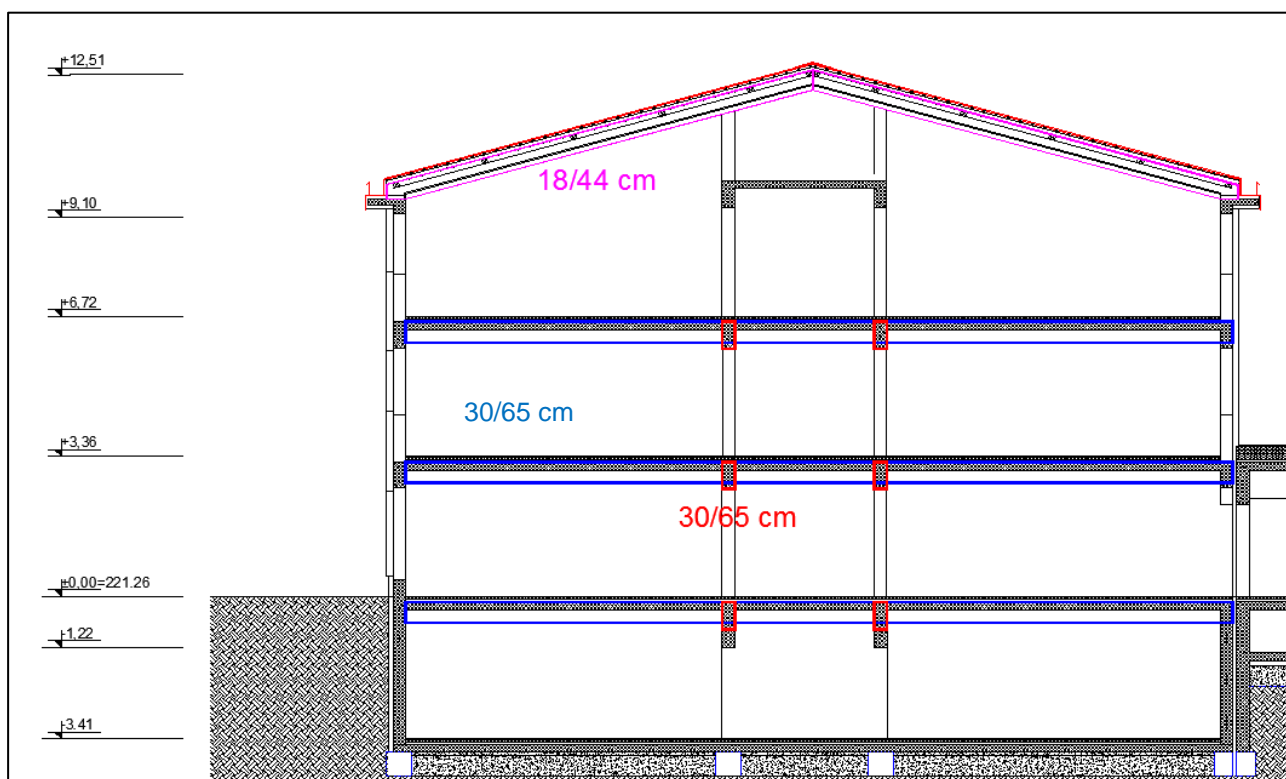 +12,51
18/44 cm
+9,10
+6,72
30/65 cm
+3,36
30/65 cm
±0,00=221.26
-1,22
-3.41